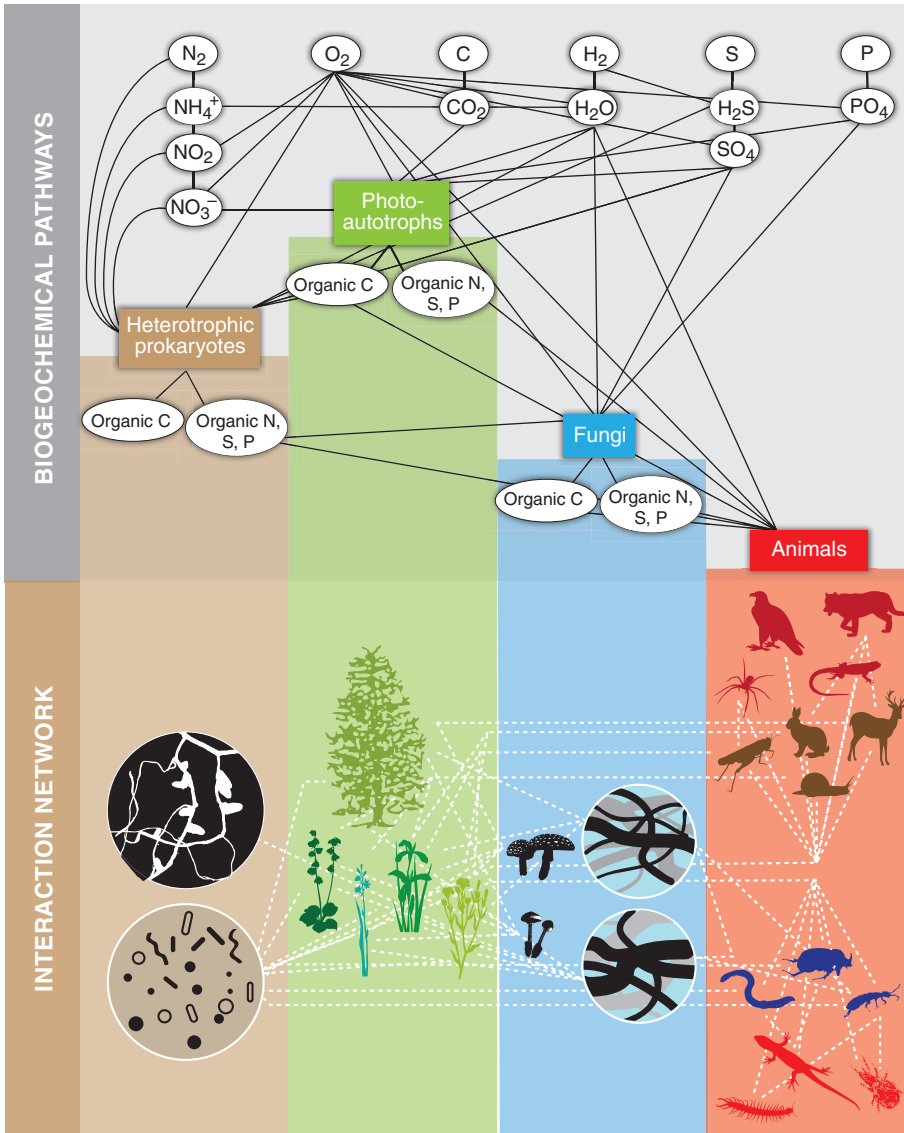 BIOGEOCHEMICAL PATHWAYS
N₂
O₂
C
H₂
S
P
NH₄⁺
CO₂
H₂O
H₂S
PO₄
NO₂
SO₄
NO₃⁻
Photo-
autotrophs
Organic C
Organic N,
S, P
Heterotrophic
prokaryotes
Organic C
Organic N,
S, P
Fungi
Organic C
Organic N,
S, P
Animals
INTERACTION NETWORK